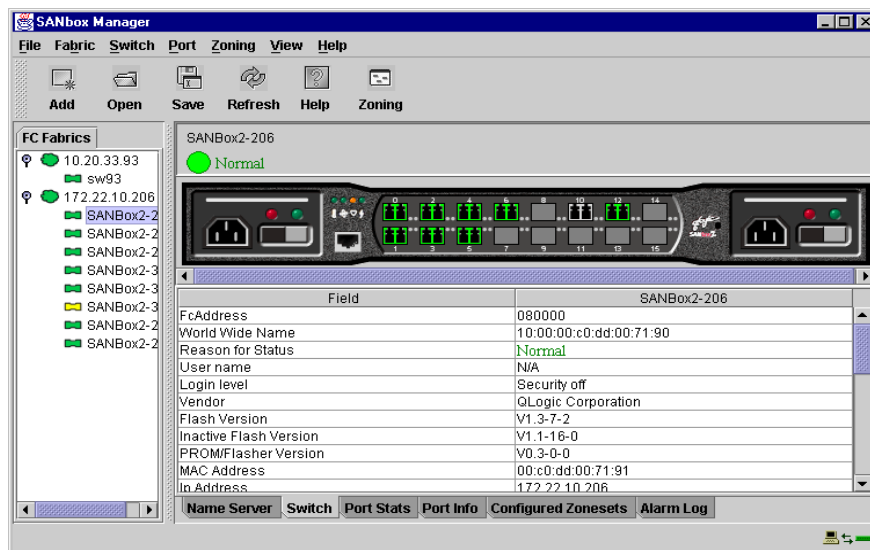 SANbox Manager
File Fabric Switch Port Zoning View Help
Add Open Save Refresh Help Zoning
FC Fabrics
10.20.33.93
sw93
172.22.10.206
SANBox2-2
SANBox2-2
SANBox2-2
SANBox2-3
SANBox2-3
SANBox2-3
SANBox2-2
SANBox2-2
SANBox2-206
Normal
0 2 4 6 8 10 12 14
1 3 5 7 9 11 13 15
Field SANBox2-206
FcAddress 080000
World Wide Name 10:00:00:c0:dd:00:71:90
Reason for Status Normal
User name N/A
Login level Security off
Vendor QLogic Corporation
Flash Version V1.3-7-2
Inactive Flash Version V1.1-16-0
PROM/Flasher Version V0.3-0-0
MAC Address 00:c0:dd:00:71:91
Ip Address 172.22.10.206
Name Server Switch Port Stats Port Info Configured Zonesets Alarm Log